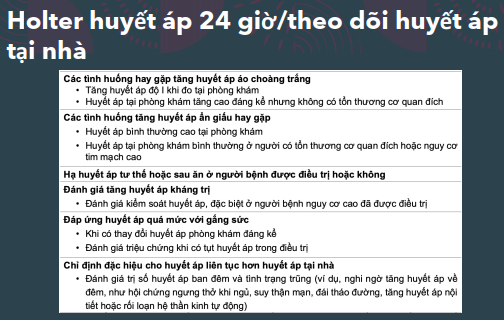 Holter huyết áp 24 giờ/theo dõi huyết áp
tại nhà
Các tình huống hay gặp tăng huyết áp áo choàng trắng
• Tăng huyết áp độ I khi đo tại phòng khám
• Huyết áp tại phòng khám tăng cao đáng kể nhưng không có tổn thương cơ quan đích
Các tình huống tăng huyết áp ẩn giấu hay gặp
• Huyết áp bình thường cao tại phòng khám
• Huyết áp tại phòng khám bình thường ở người có tổn thương cơ quan đích hoặc nguy cơ
tim mạch cao
Hạ huyết áp tư thế hoặc sau ăn ở người bệnh được điều trị hoặc không
Đánh giá tăng huyết áp kháng trị
• Đánh giá kiểm soát huyết áp, đặc biệt ở người bệnh nguy cơ cao đã được điều trị
Đáp ứng huyết áp quá mức với gắng sức
• Khi có thay đổi huyết áp phòng khám đáng kể
• Đánh giá triệu chứng khi có tụt huyết áp trong điều trị
Chỉ định đặc hiệu cho huyết áp liên tục hơn huyết áp tại nhà
• Đánh giá trị số huyết áp ban đêm và tình trạng trũng (ví dụ, nghi ngờ tăng huyết áp về
đêm, như hội chứng ngưng thở khi ngủ, suy thận mạn, đái tháo đường, tăng huyết áp nội
tiết hoặc rối loạn hệ thần kinh tự động)